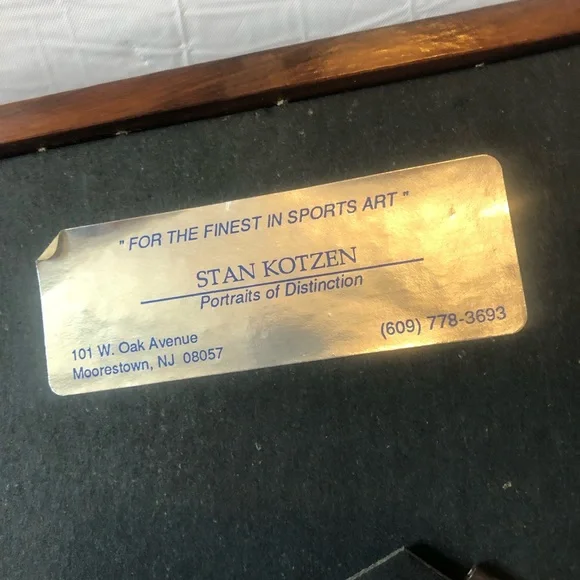 " FOR THE FINEST IN SPORTS ART "
STAN KOTZEN
Portraits of Distinction
101 W. Oak Avenue
Moorestown, NJ 08057
(609) 778-3693